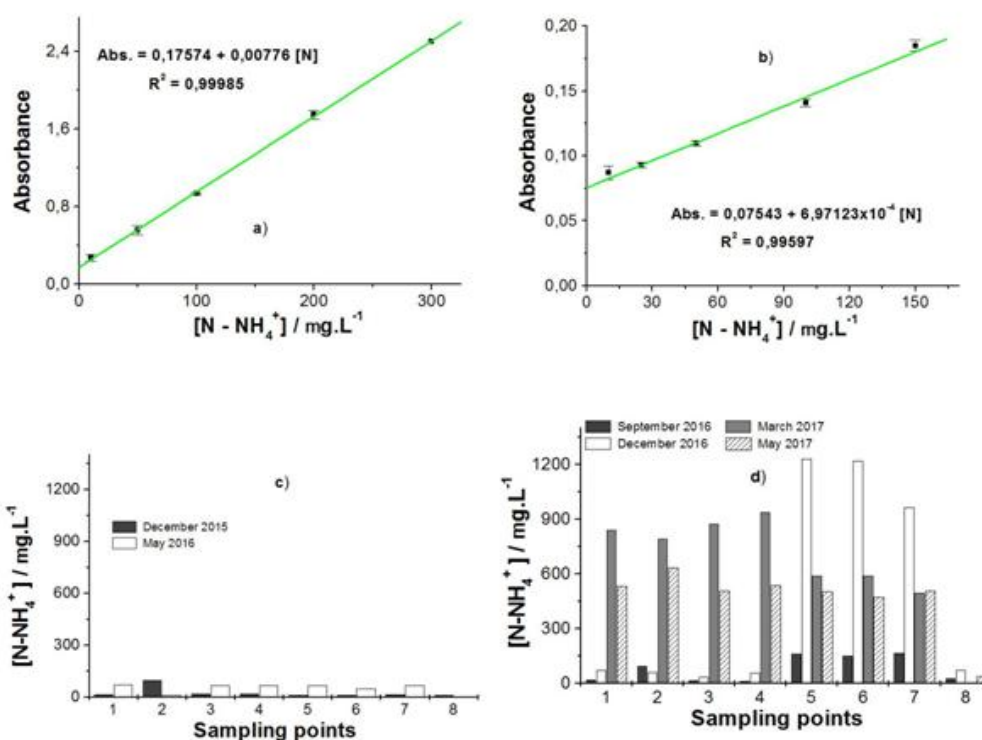 Abs. = 0,17574 + 0,00776 [N]
R² = 0,99985
a)
Absorbance
2,4
1,6
0,8
0,0
0 100 200 300
[N - NH₄⁺] / mg.L⁻¹
b)
Abs. = 0,07543 + 6,97123x10⁻⁴ [N]
R² = 0,99597
Absorbance
0,20
0,15
0,10
0,05
0,00
0 30 60 90 120 150
[N - NH₄⁺] / mg.L⁻¹
c)
December 2015
May 2016
[N-NH₄⁺] / mg.L⁻¹
1200
900
600
300
0
1 2 3 4 5 6 7 8
Sampling points
September 2016 March 2017
December 2016 May 2017
d)
[N-NH₄⁺] / mg.L⁻¹
1200
900
600
300
0
1 2 3 4 5 6 7 8
Sampling points